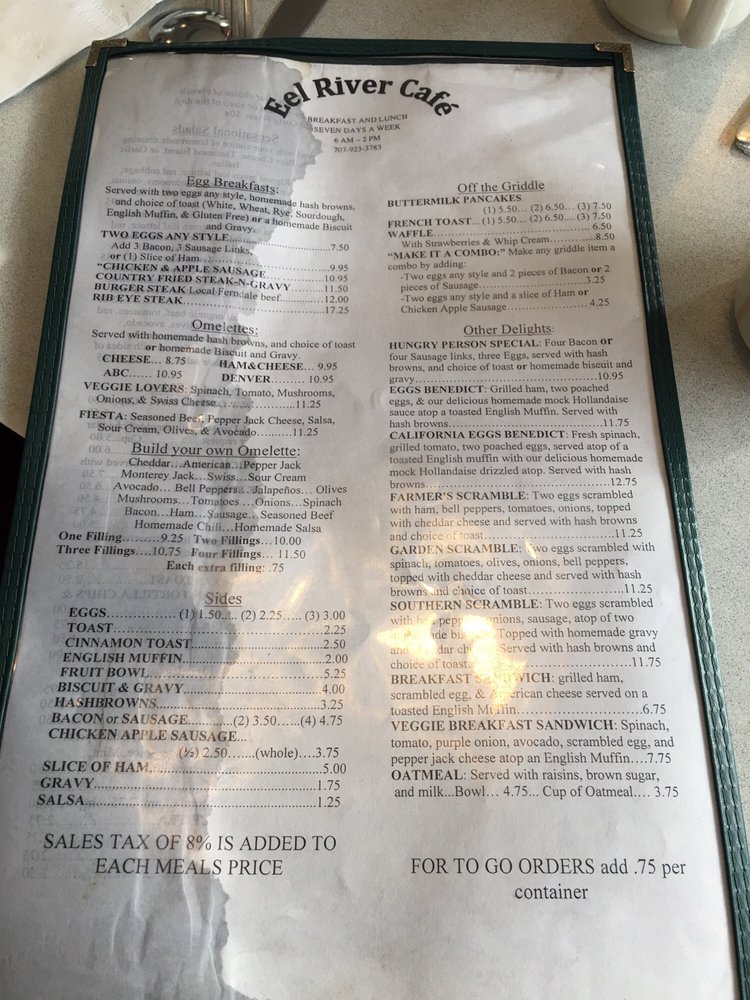 Eel River Café
BREAKFAST AND LUNCH
SEVEN DAYS A WEEK
6 AM – 2 PM
707-923-3783
Egg Breakfasts:
Served with two eggs any style, homemade hash browns,
and choice of toast (White, Wheat, Rye, Sourdough,
English Muffin, & Gluten Free) or a homemade Biscuit
and Gravy.
TWO EGGS ANY STYLE...................7.50
Add 3 Bacon, 3 Sausage Links,
or (1) Slice of Ham..........................9.95
"CHICKEN & APPLE SAUSAGE
COUNTRY FRIED STEAK-N-GRAVY........11.50
BURGER STEAK Local Ferndale beef..........12.00
RIB EYE STEAK..............................17.25
Omelettes:
Served with homemade hash browns, and choice of toast
or homemade Biscuit and Gravy.
CHEESE... 8.75 HAM&CHEESE... 9.95
ABC...... 10.95 DENVER......... 10.95
VEGGIE LOVERS: Spinach, Tomato, Mushrooms,
Onions, & Swiss Cheese....................11.25
FIESTA: Seasoned Beef, Pepper Jack Cheese, Salsa,
Sour Cream, Olives, & Avocado..........11.25
Build your own Omelette:
Cheddar...American...Pepper Jack
Monterey Jack...Swiss...Sour Cream
Avocado... Bell Peppers... Jalapeños... Olives
Mushrooms...Tomatoes ...Onions...Spinach
Bacon...Ham...Sausage...Seasoned Beef
Homemade Chili...Homemade Salsa
One Filling.........9.25 Two Fillings...10.00
Three Fillings....10.75 Four Fillings... 11.50
Each extra filling: .75
Sides
EGGS.................. (1) 1.50.... (2) 2.25..... (3) 3.00
TOAST.......................................2.25
CINNAMON TOAST........................2.50
ENGLISH MUFFIN..........................2.00
FRUIT BOWL................................5.25
BISCUIT & GRAVY.........................4.00
HASHBROWNS..............................3.25
BACON or SAUSAGE..........(2) 3.50.....(4) 4.75
CHICKEN APPLE SAUSAGE...
(½) 2.50.......(whole)....3.75
SLICE OF HAM..............................5.00
GRAVY.......................................1.75
SALSA........................................1.25
SALES TAX OF 8% IS ADDED TO
EACH MEALS PRICE
Off the Griddle
BUTTERMILK PANCAKES
(1) 5.50... (2) 6.50... (3) 7.50
FRENCH TOAST... (1) 5.50... (2) 6.50.... (3) 7.50
WAFFLE....................................... 6.50
With Strawberries & Whip Cream............8.50
"MAKE IT A COMBO:" Make any griddle item a
combo by adding:
-Two eggs any style and 2 pieces of Bacon or 2
pieces of Sausage..........................3.25
-Two eggs any style and a slice of Ham or
Chicken Apple Sausage.................... 4.25
Other Delights:
HUNGRY PERSON SPECIAL: Four Bacon or
four Sausage links, three Eggs, served with hash
browns, and choice of toast or homemade biscuit and
gravy.......................................10.95
EGGS BENEDICT: Grilled ham, two poached
eggs, & our delicious homemade mock Hollandaise
sauce atop a toasted English Muffin. Served with
hash browns..................................11.75
CALIFORNIA EGGS BENEDICT: Fresh spinach,
grilled tomato, two poached eggs, served atop of a
toasted English muffin with our delicious homemade
mock Hollandaise drizzled atop. Served with hash
browns.......................................12.75
FARMER'S SCRAMBLE: Two eggs scrambled
with ham, bell peppers, tomatoes, onions, topped
with cheddar cheese and served with hash browns
and choice of toast...........................11.25
GARDEN SCRAMBLE: Two eggs scrambled with
spinach, tomatoes, olives, onions, bell peppers,
topped with cheddar cheese and served with hash
browns and choice of toast....................11.25
SOUTHERN SCRAMBLE: Two eggs scrambled
with onions, sausage, atop of two
Topped with homemade gravy
and cheese. Served with hash browns and
choice of toast................................11.75
BREAKFAST SANDWICH: grilled ham,
scrambled egg, & American cheese served on a
toasted English Muffin.........................6.75
VEGGIE BREAKFAST SANDWICH: Spinach,
tomato, purple onion, avocado, scrambled egg, and
pepper jack cheese atop an English Muffin....7.75
OATMEAL: Served with raisins, brown sugar,
and milk...Bowl... 4.75... Cup of Oatmeal.... 3.75
FOR TO GO ORDERS add .75 per
container